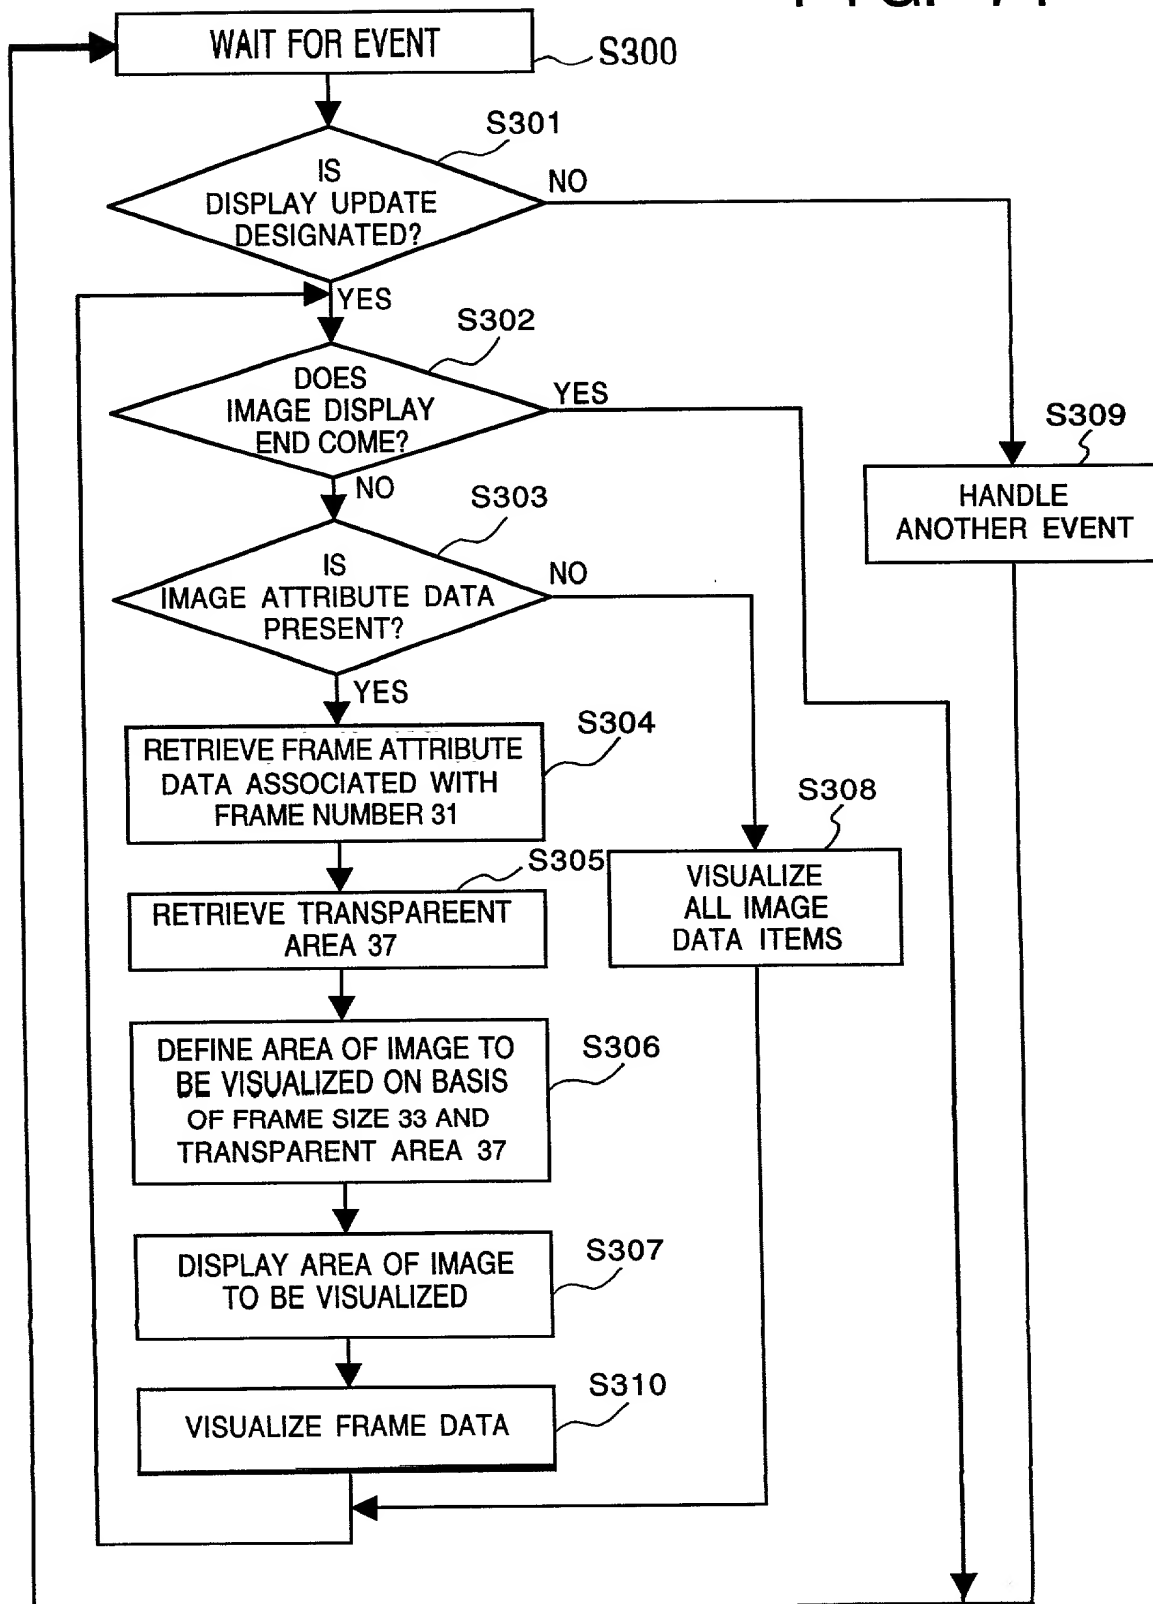 WAIT FOR EVENT
S300
S301
IS
DISPLAY UPDATE
DESIGNATED?
NO
YES
S302
DOES
IMAGE DISPLAY
END COME?
YES
NO
S309
HANDLE
ANOTHER EVENT
S303
IS
IMAGE ATTRIBUTE DATA
PRESENT?
NO
YES
S304
RETRIEVE FRAME ATTRIBUTE
DATA ASSOCIATED WITH
FRAME NUMBER 31
S308
VISUALIZE
ALL IMAGE
DATA ITEMS
S305
RETRIEVE TRANSPAREENT
AREA 37
S306
DEFINE AREA OF IMAGE TO
BE VISUALIZED ON BASIS
OF FRAME SIZE 33 AND
TRANSPARENT AREA 37
S307
DISPLAY AREA OF IMAGE
TO BE VISUALIZED
S310
VISUALIZE FRAME DATA